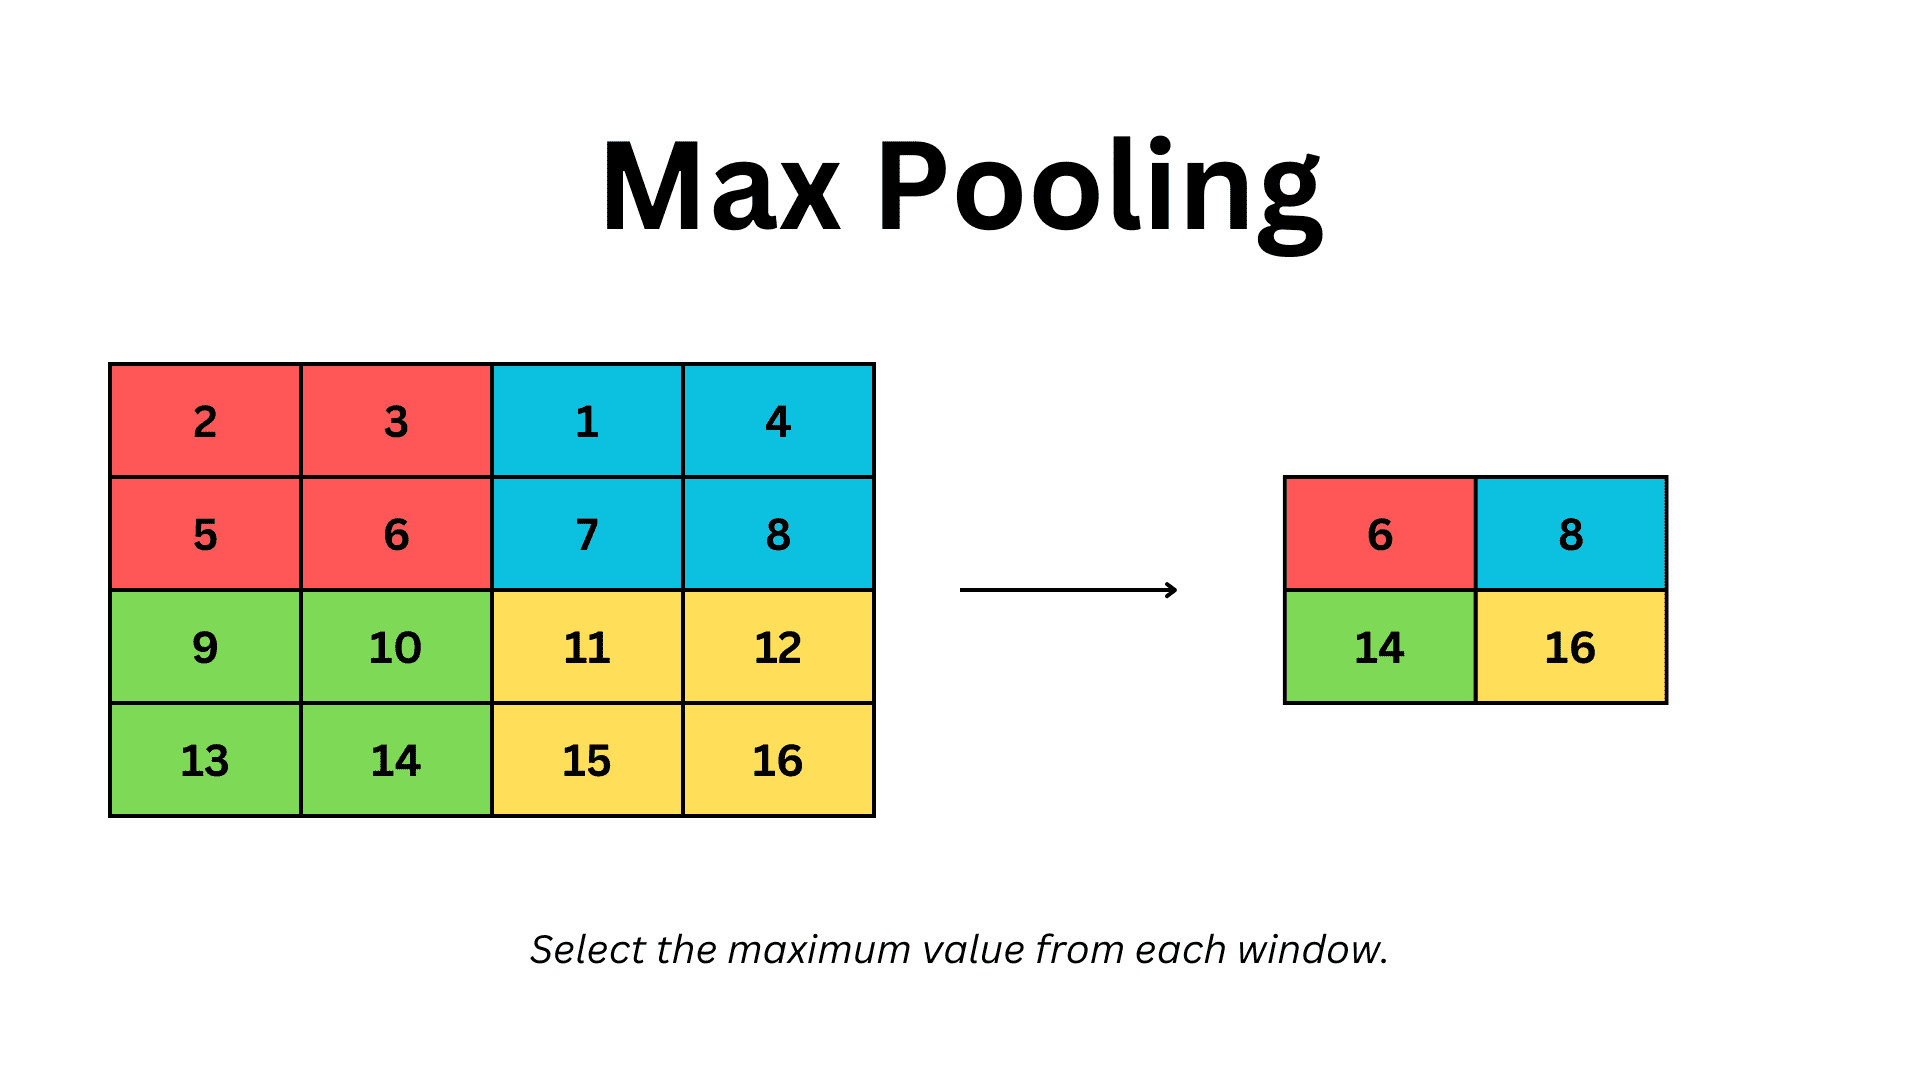 Max Pooling
2 3 1 4
5 6 7 8
9 10 11 12
13 14 15 16
6 8
14 16
Select the maximum value from each window.